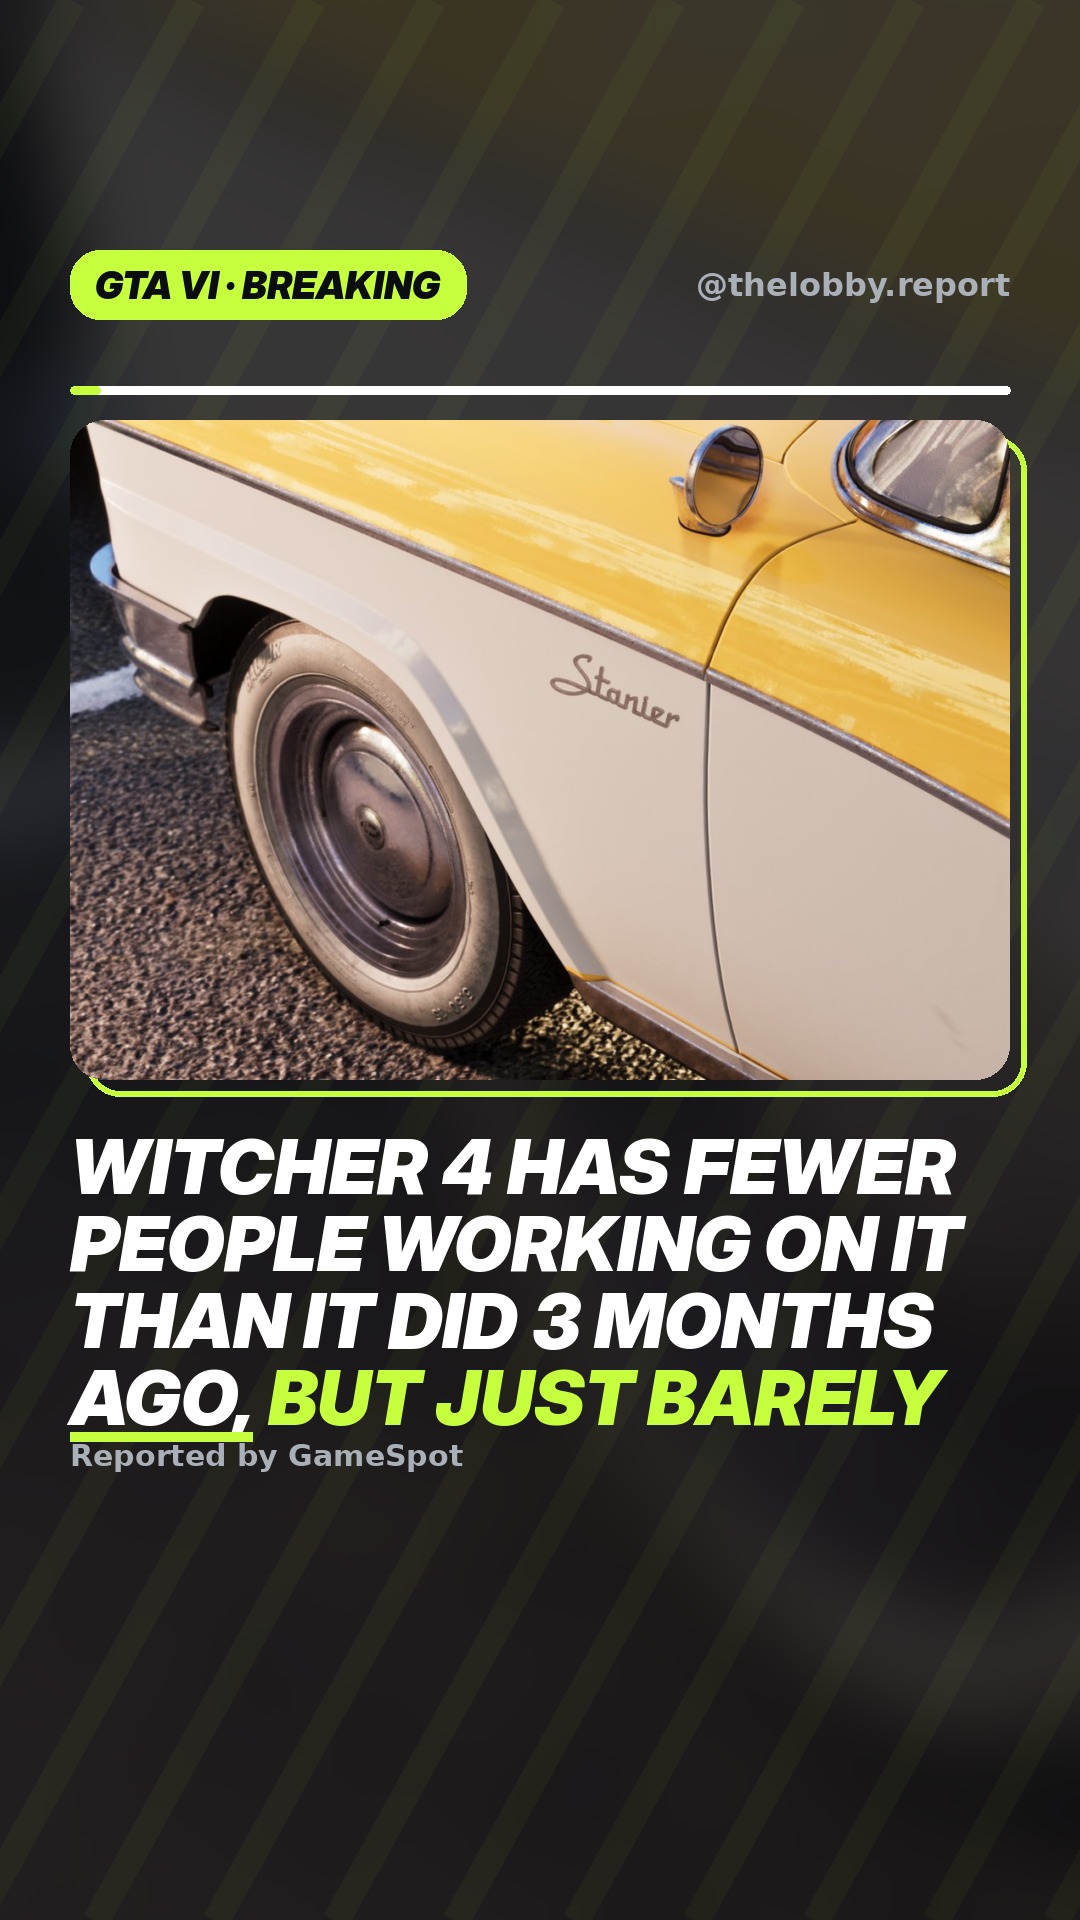 GTA VI · BREAKING
@thelobby.report
Stanier
WITCHER 4 HAS FEWER
PEOPLE WORKING ON IT
THAN IT DID 3 MONTHS
AGO, BUT JUST BARELY
Reported by GameSpot